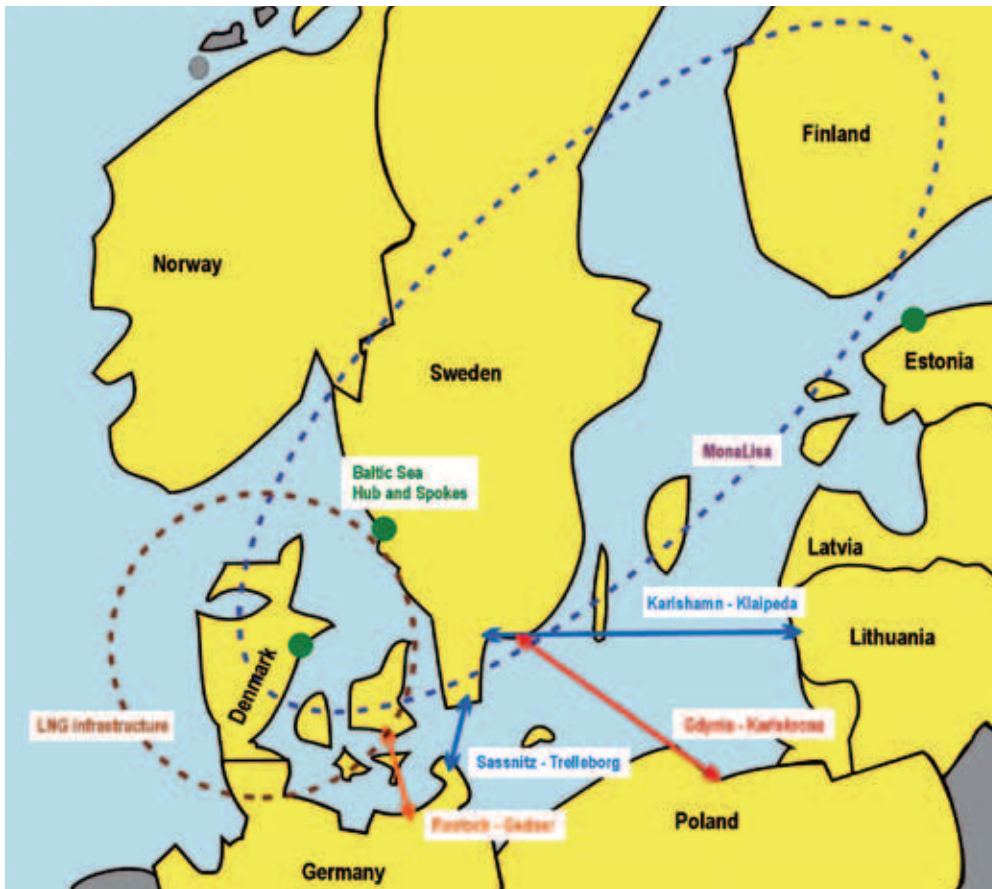 Finland
Norway
Estonia
Sweden
MonaLisa
Baltic Sea
Hub and Spokes
Latvia
Karlshamn - Klaipeda
Lithuania
Denmark
LNG infrastructure
Gdynia - Karlskrona
Sassnitz - Trelleborg
Rostock - Gedser
Poland
Germany